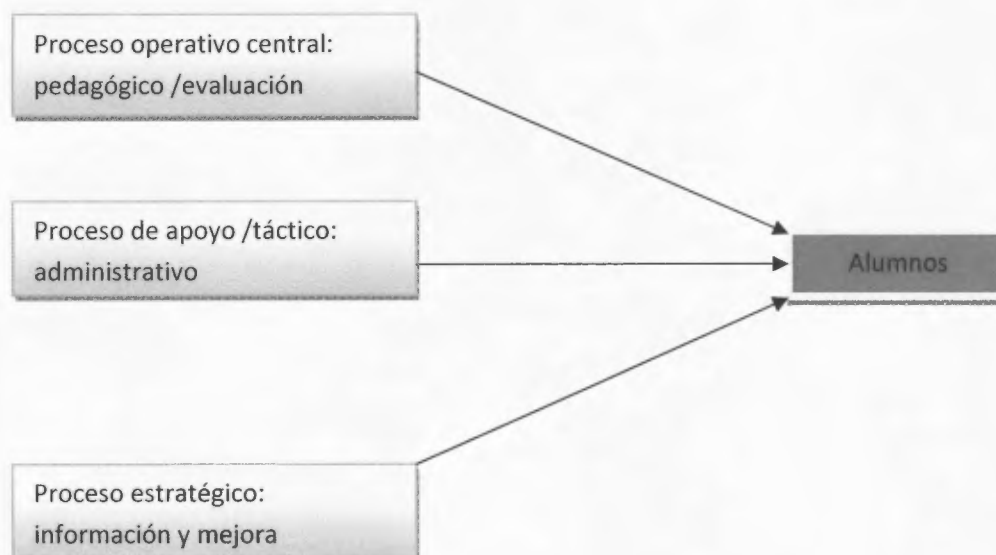 Proceso operativo central:
pedagógico /evaluación
Proceso de apoyo /táctico:
administrativo
Alumnos
Proceso estratégico:
información y mejora